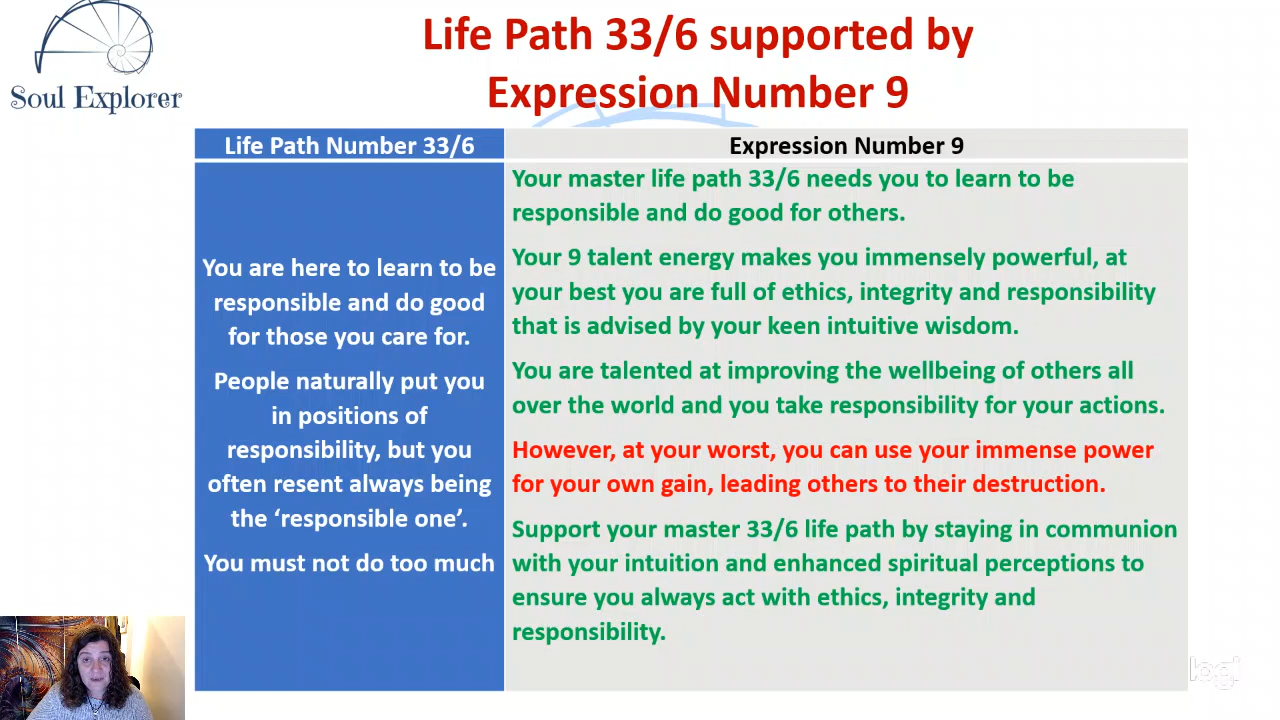 Life Path 33/6 supported by
Expression Number 9
Soul Explorer
Life Path Number 33/6
Expression Number 9
You are here to learn to be
responsible and do good
for those you care for.
People naturally put you
in positions of
responsibility, but you
often resent always being
the ‘responsible one’.
You must not do too much
Your master life path 33/6 needs you to learn to be
responsible and do good for others.
Your 9 talent energy makes you immensely powerful, at
your best you are full of ethics, integrity and responsibility
that is advised by your keen intuitive wisdom.
You are talented at improving the wellbeing of others all
over the world and you take responsibility for your actions.
However, at your worst, you can use your immense power
for your own gain, leading others to their destruction.
Support your master 33/6 life path by staying in communion
with your intuition and enhanced spiritual perceptions to
ensure you always act with ethics, integrity and
responsibility.